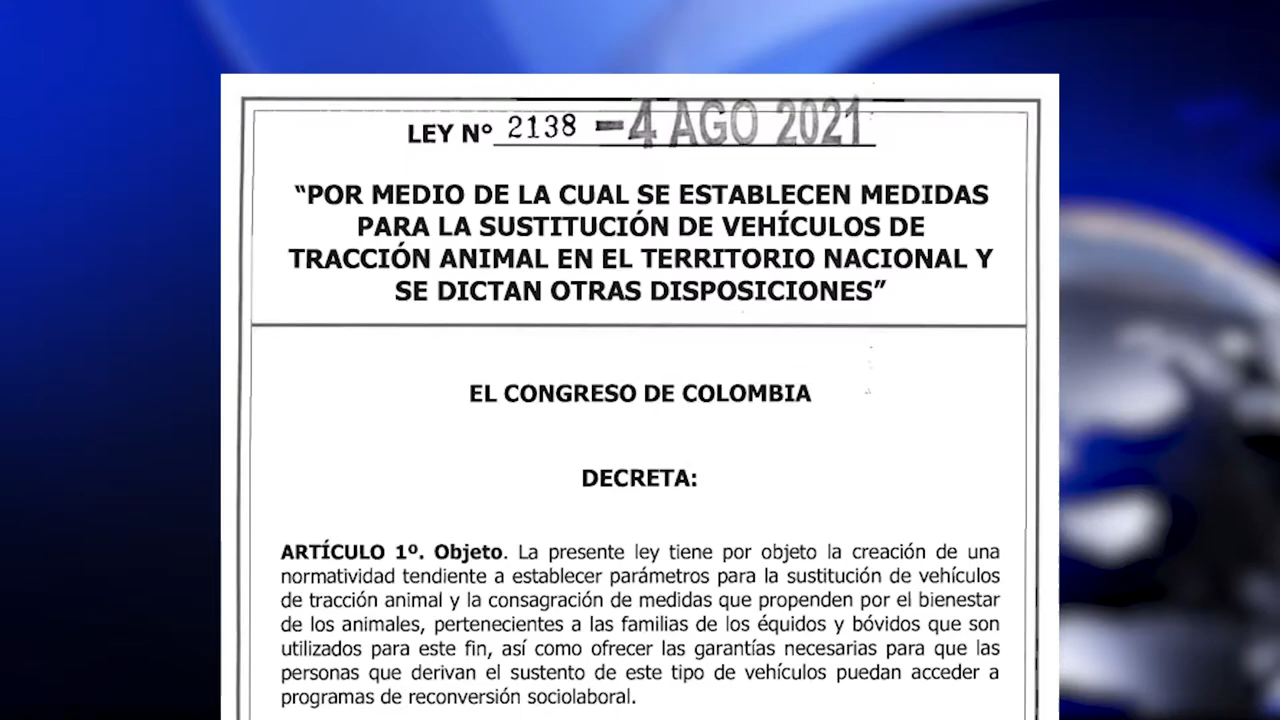 LEY Nº 2138 - 4 AGO 2021
“POR MEDIO DE LA CUAL SE ESTABLECEN MEDIDAS
PARA LA SUSTITUCIÓN DE VEHÍCULOS DE
TRACCIÓN ANIMAL EN EL TERRITORIO NACIONAL Y
SE DICTAN OTRAS DISPOSICIONES”
EL CONGRESO DE COLOMBIA
DECRETA:
ARTÍCULO 1º. Objeto. La presente ley tiene por objeto la creación de una
normatividad tendiente a establecer parámetros para la sustitución de vehículos
de tracción animal y la consagración de medidas que propenden por el bienestar
de los animales, pertenecientes a las familias de los équidos y bóvidos que son
utilizados para este fin, así como ofrecer las garantías necesarias para que las
personas que derivan el sustento de este tipo de vehículos puedan acceder a
programas de reconversión sociolaboral.